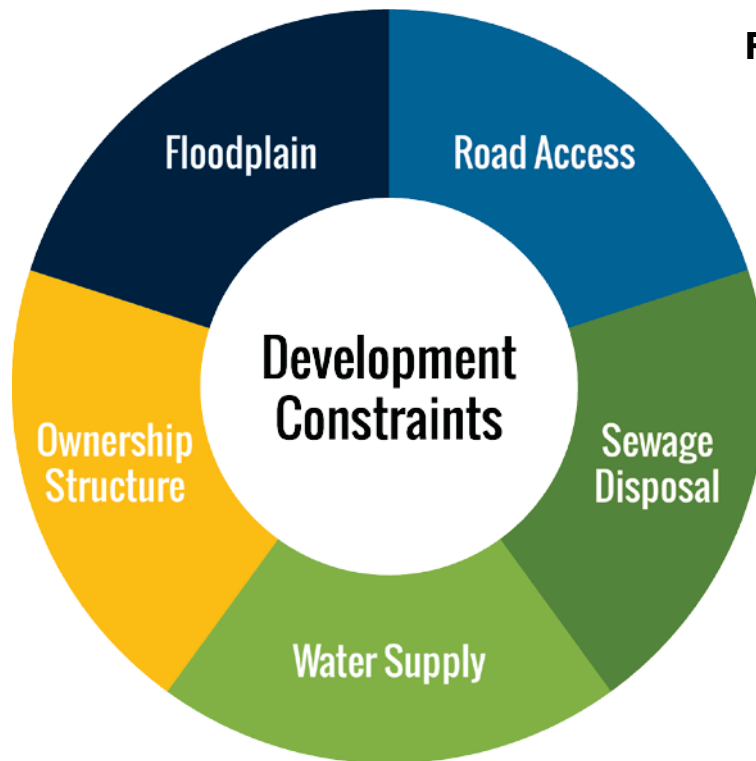 F
Floodplain
Road Access
Development
Constraints
Ownership
Structure
Sewage
Disposal
Water Supply